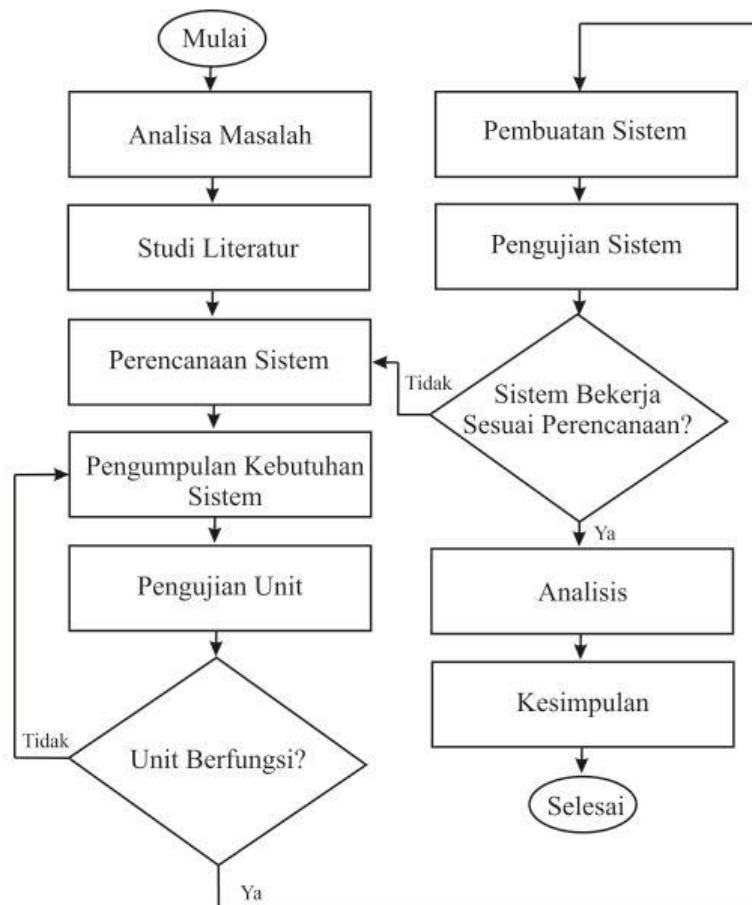 Mulai
Analisa Masalah
Studi Literatur
Perencanaan Sistem
Pengumpulan Kebutuhan
Sistem
Pengujian Unit
Unit Berfungsi?
Tidak
Ya
Pembuatan Sistem
Pengujian Sistem
Sistem Bekerja
Sesuai Perencanaan?
Tidak
Ya
Analisis
Kesimpulan
Selesai